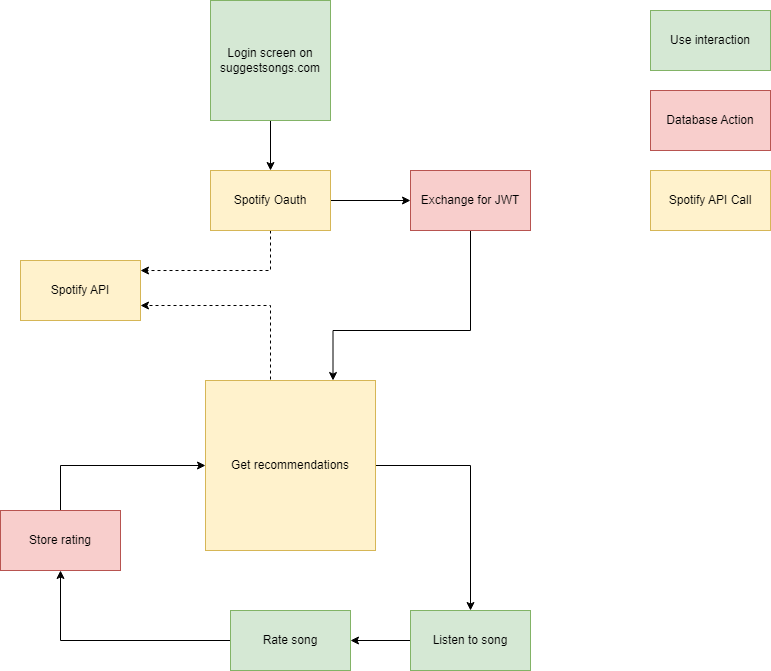 Login screen on
suggestsongs.com
Use interaction
Database Action
Spotify Oauth
Exchange for JWT
Spotify API Call
Spotify API
Get recommendations
Store rating
Rate song
Listen to song